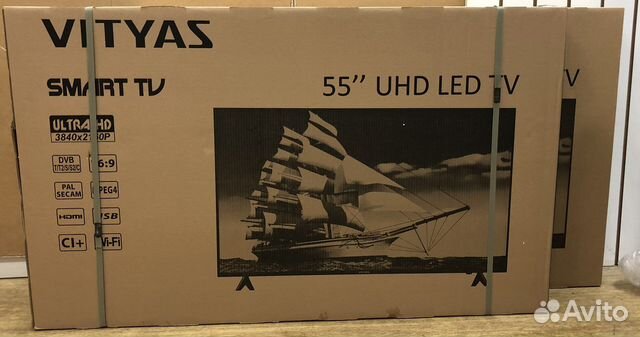 VITYAS
SMART TV
55'' UHD LED TV
TV
ULTRA HD
3840x2160P
DVB
T/T2/S/S2/C
16:9
PAL
SECAM
MPEG4
HDMI
USB
CI+
Wi-Fi
Avito